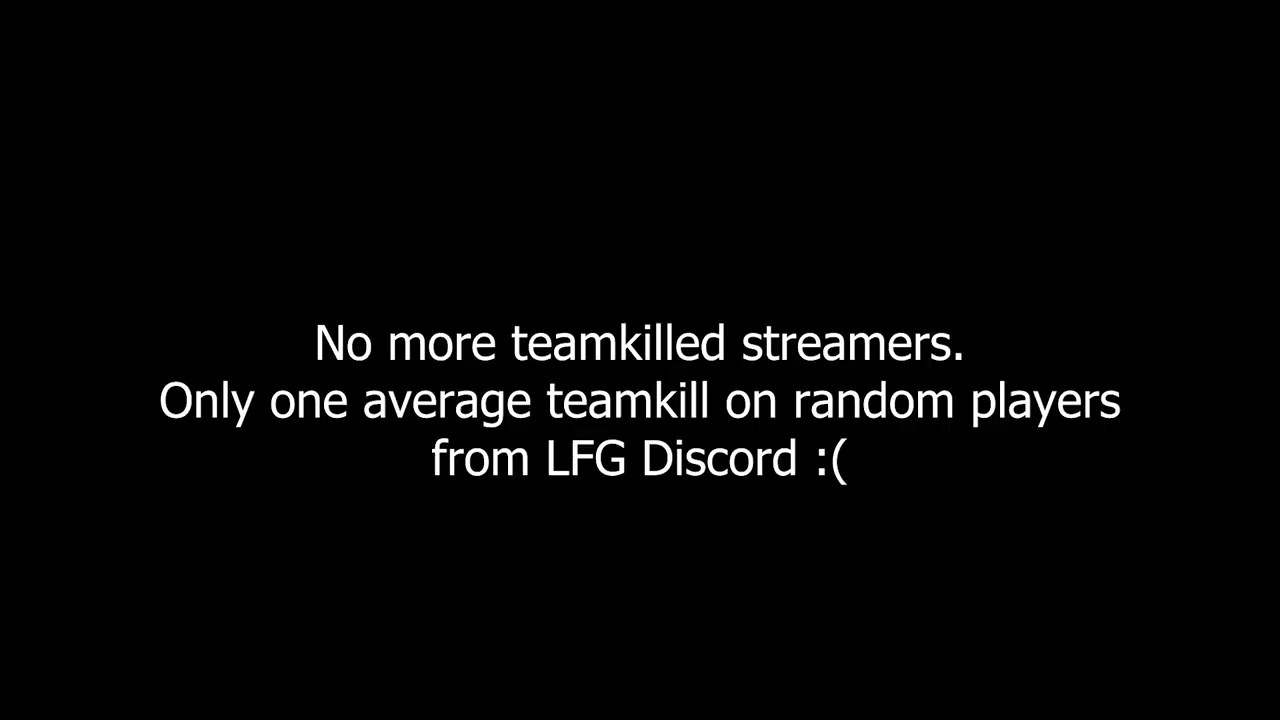 No more teamkilled streamers.
Only one average teamkill on random players
from LFG Discord :(